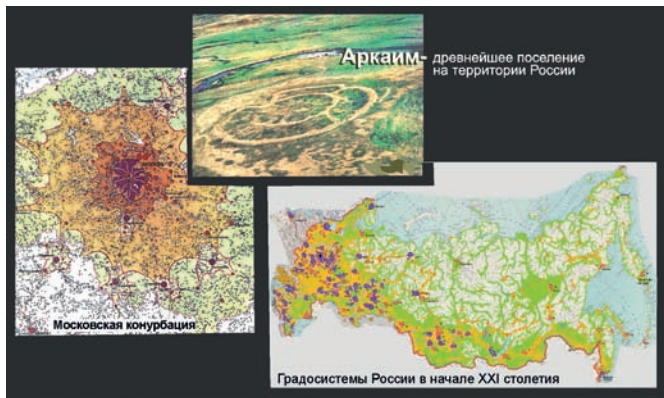 Аркаим- древнейшее поселение
на территории России
Московская конурбация
Градосистемы России в начале XXI столетия